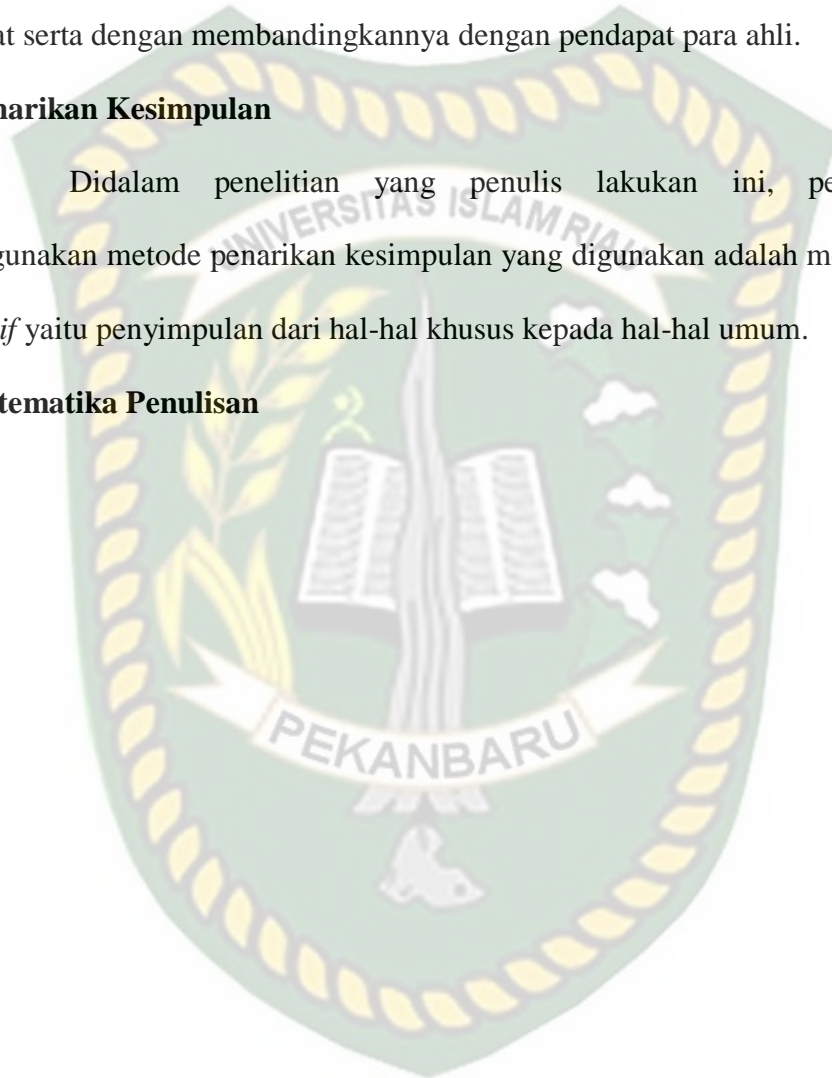 at serta dengan membandingkannya dengan pendapat para ahli.
narikan Kesimpulan
Didalam penelitian yang penulis lakukan ini, pe
gunakan metode penarikan kesimpulan yang digunakan adalah m
if yaitu penyimpulan dari hal-hal khusus kepada hal-hal umum.
tematika Penulisan
UNIVERSITAS ISLAM RIAU
PEKANBARU